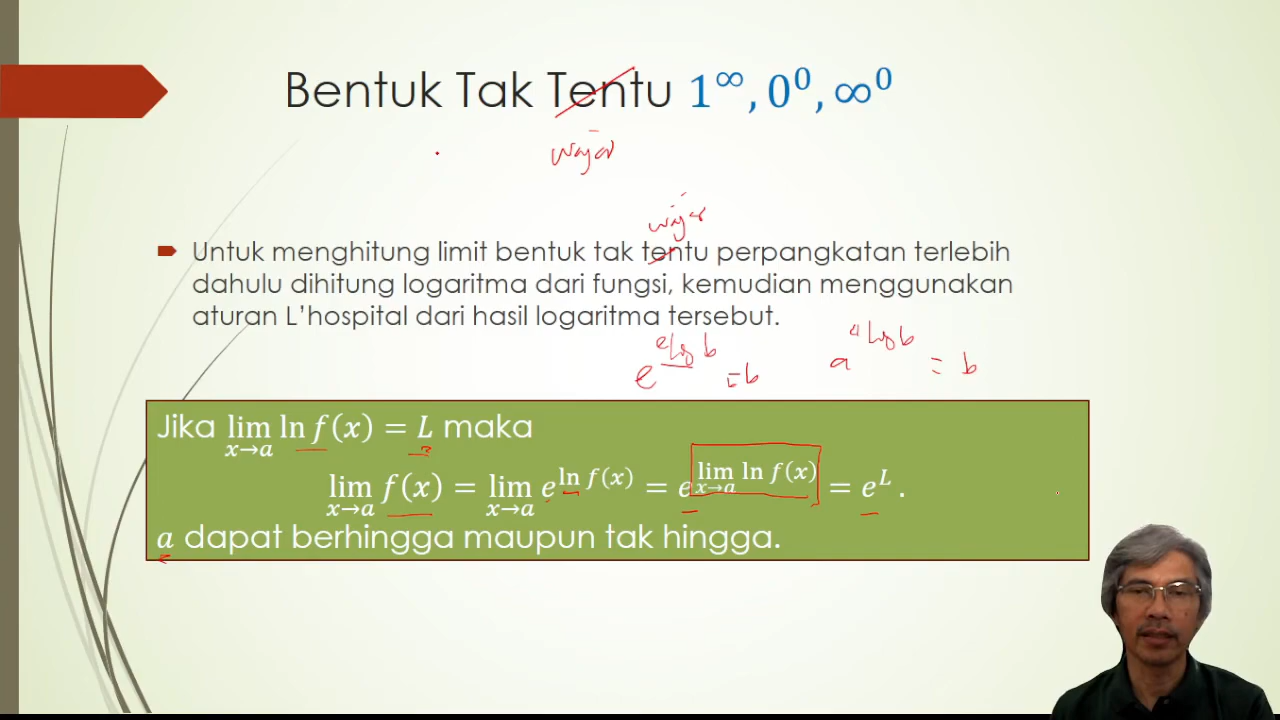 Bentuk Tak Tentu 1^∞, 0^0, ∞^0
wajar
wajar
Untuk menghitung limit bentuk tak tentu perpangkatan terlebih
dahulu dihitung logaritma dari fungsi, kemudian menggunakan
aturan L’hospital dari hasil logaritma tersebut.
e^{e log b} = b
a^{a log b} = b
Jika lim_{x→a} ln f(x) = L maka
lim_{x→a} f(x) = lim_{x→a} e^{ln f(x)} = e^{lim_{x→a} ln f(x)} = e^L .
a dapat berhingga maupun tak hingga.